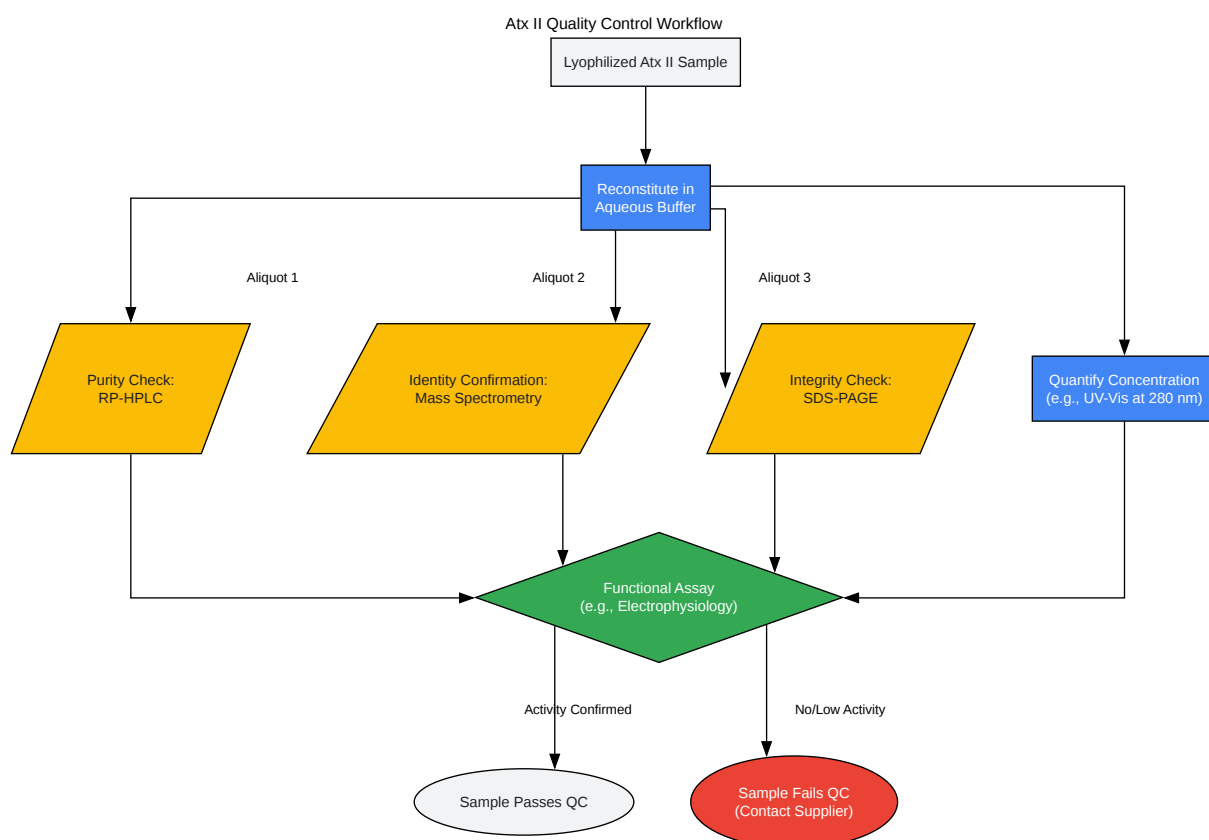 Atx II Quality Control Workflow
Lyophilized Atx II Sample
Reconstitute in
Aqueous Buffer
Aliquot 1
Aliquot 2
Aliquot 3
Purity Check:
RP-HPLC
Identity Confirmation:
Mass Spectrometry
Integrity Check:
SDS-PAGE
Quantify Concentration
(e.g., UV-Vis at 280 nm)
Functional Assay
(e.g., Electrophysiology)
Activity Confirmed
No/Low Activity
Sample Passes QC
Sample Fails QC
(Contact Supplier)